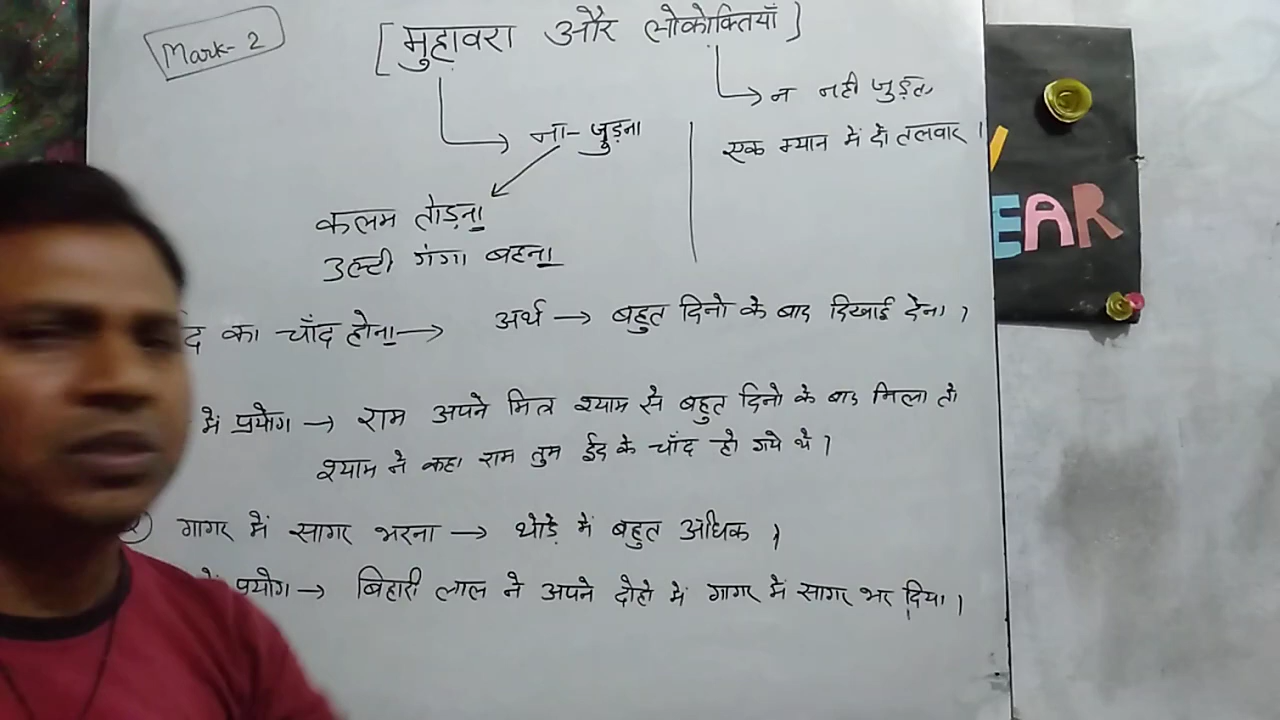 Mark-2
[मुहावरा और लोकोक्तियाँ]
→ न नही जुड़ता
→ ना-जुड़ना
एक म्यान में दो तलवार।
कलम तोड़ना
उल्टी गंगा बहना
का चाँद होना → अर्थ → बहुत दिनो के बाद दिखाई देना।
में प्रयोग → राम अपने मित्र श्याम से बहुत दिनो के बाद मिला तो
श्याम ने कहा राम तुम ईद के चाँद हो गये थे।
गागर में सागर भरना → थोड़े में बहुत अधिक।
में प्रयोग → बिहारी लाल ने अपने दोहो में गागर में सागर भर दिया।
EAR